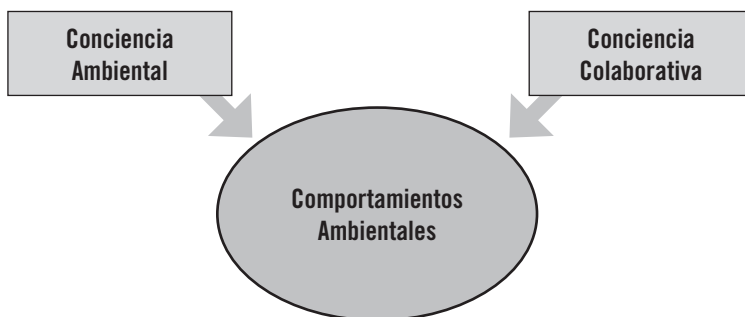 Conciencia
Ambiental
Conciencia
Colaborativa
Comportamientos
Ambientales